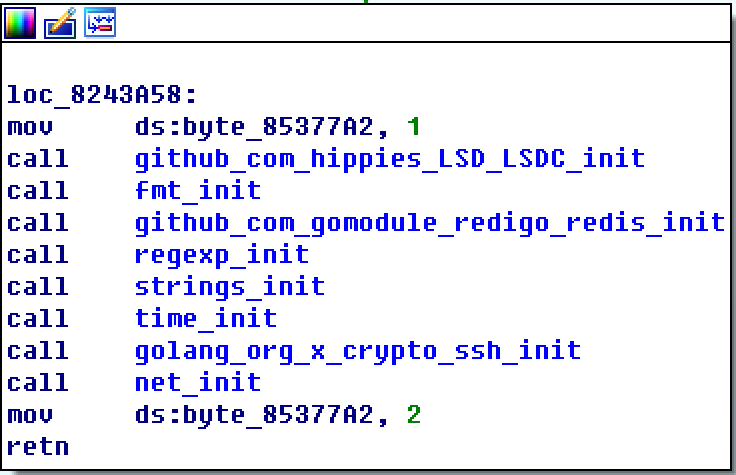 loc_8243A58:
mov ds:byte_85377A2, 1
call github_com_hippies_LSD_LSDC_init
call fmt_init
call github_com_gomodule_redigo_redis_init
call regexp_init
call strings_init
call time_init
call golang_org_x_crypto_ssh_init
call net_init
mov ds:byte_85377A2, 2
retn